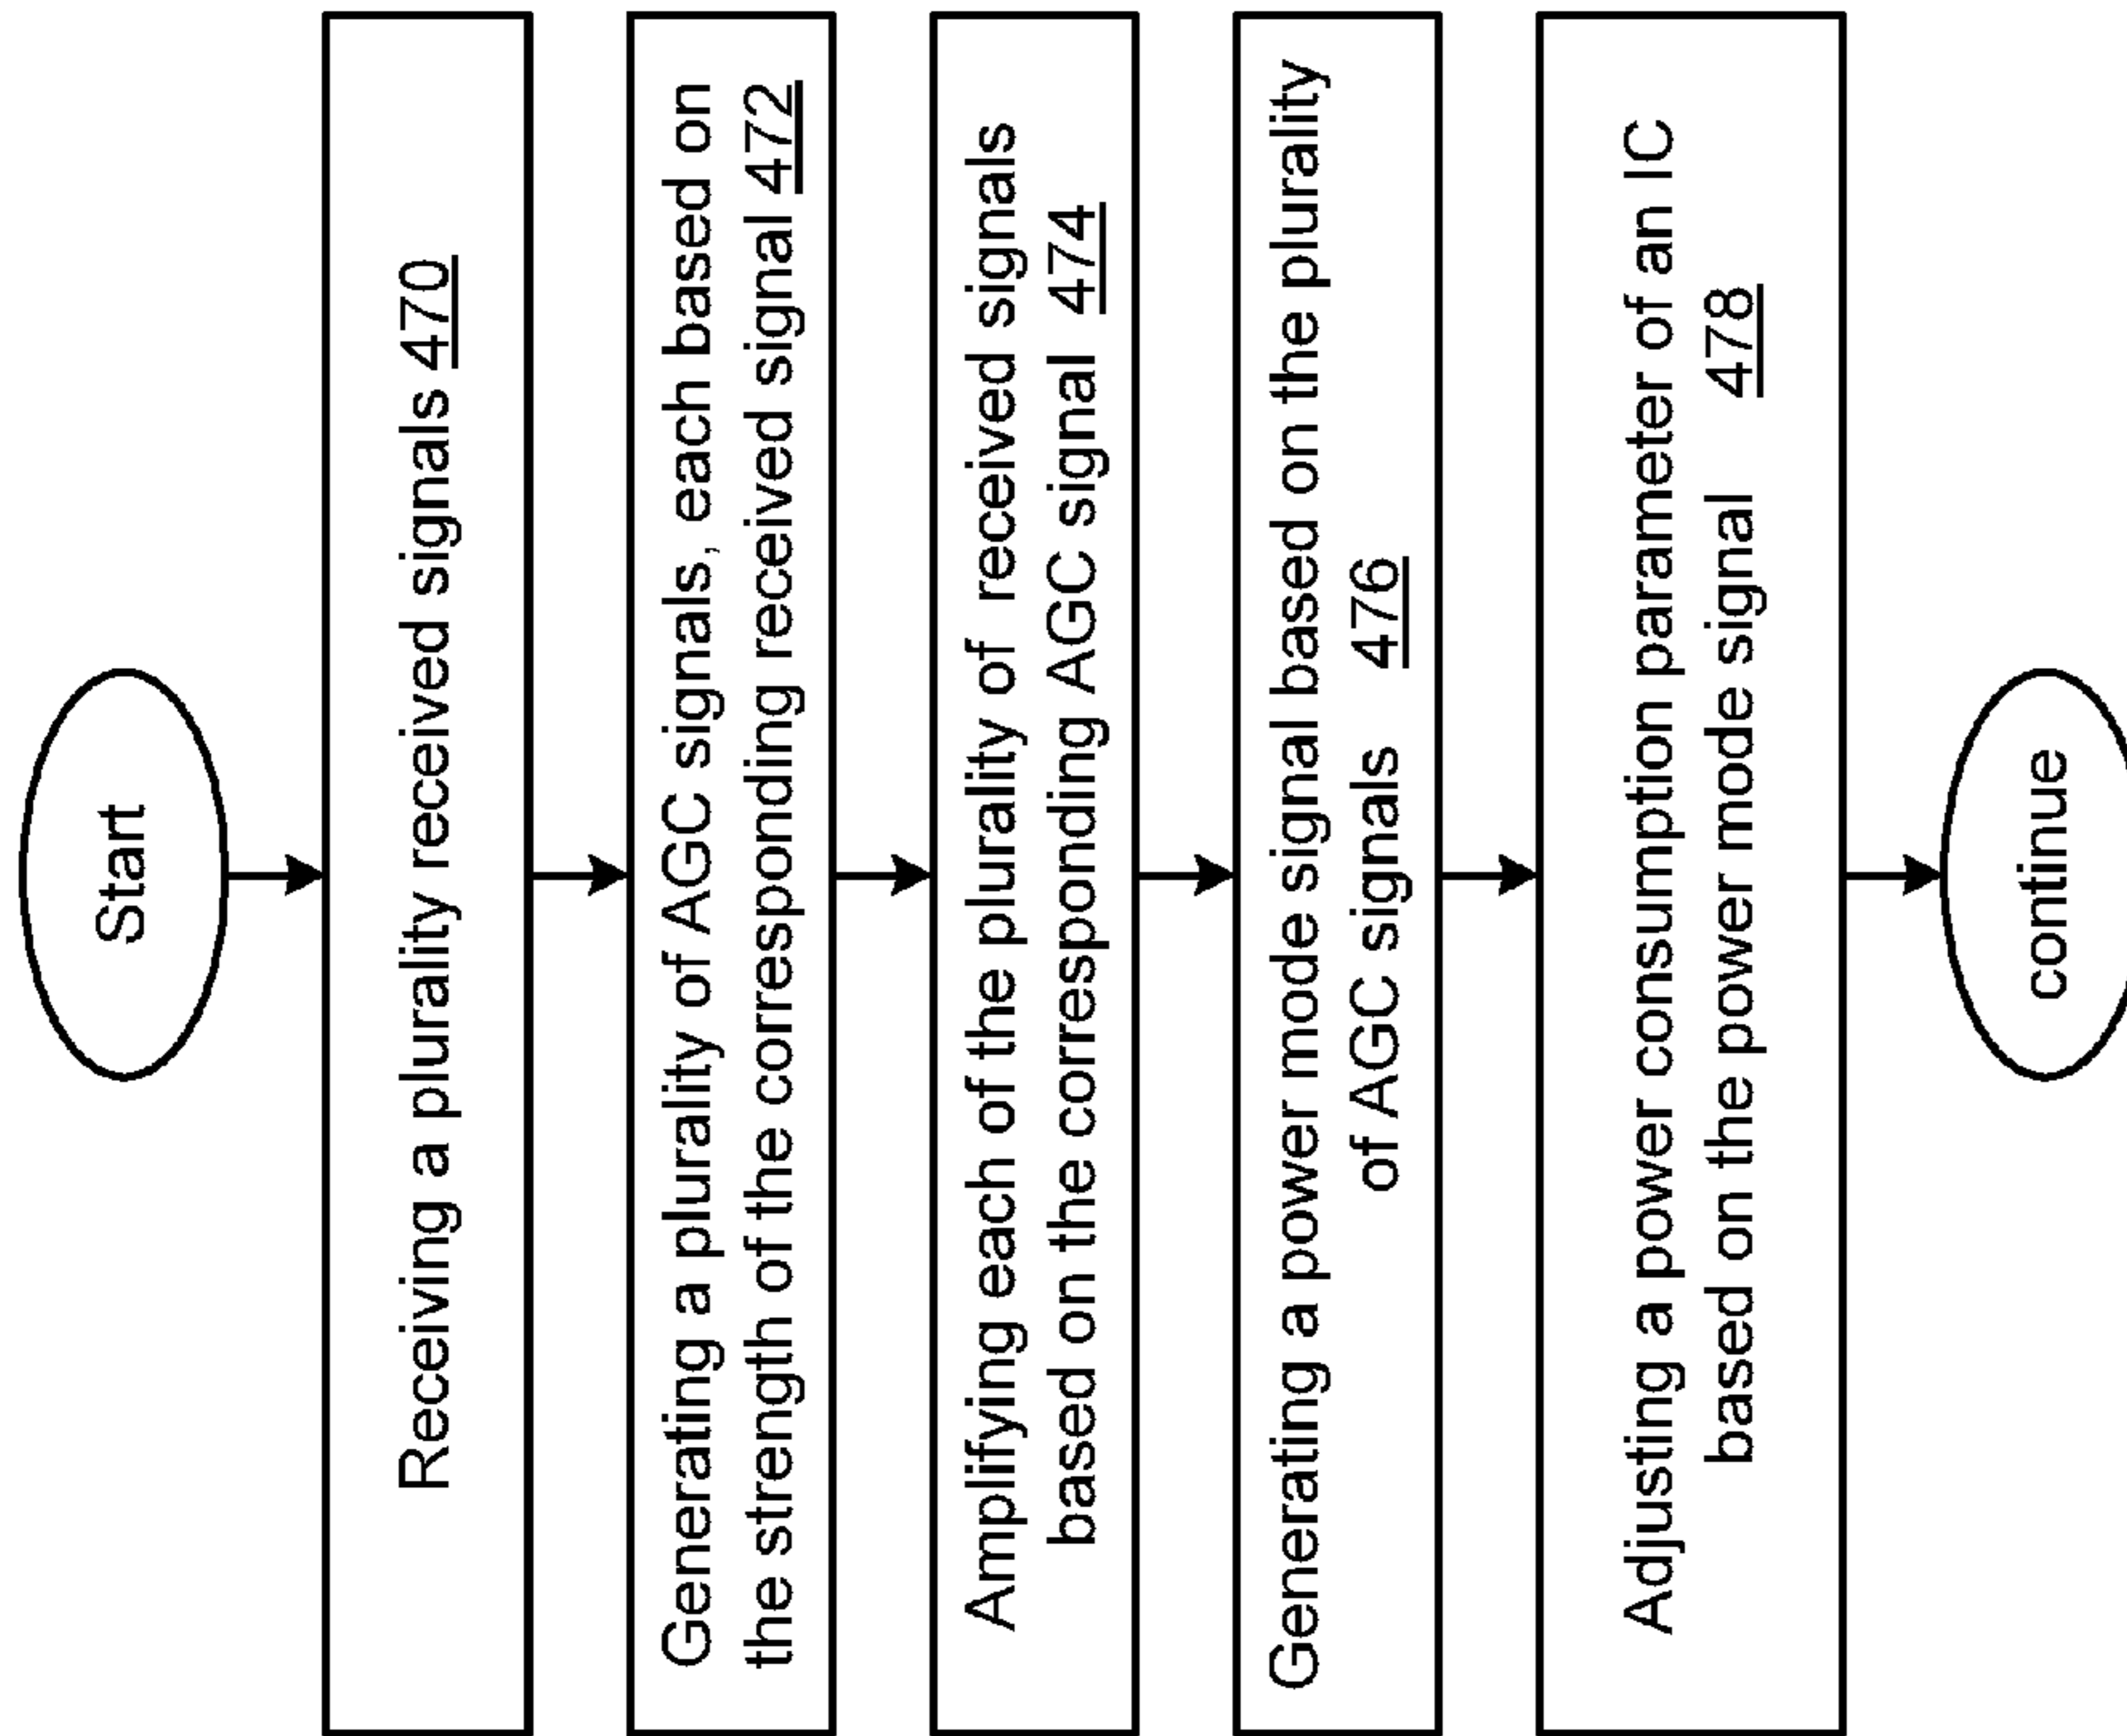 Start
Receiving a plurality received signals 470
Generating a plurality of AGC signals, each based on
the strength of the corresponding received signal 472
Amplifying each of the plurality of received signals
based on the corresponding AGC signal 474
Generating a power mode signal based on the plurality
of AGC signals 476
Adjusting a power consumption parameter of an IC
based on the power mode signal 478
continue